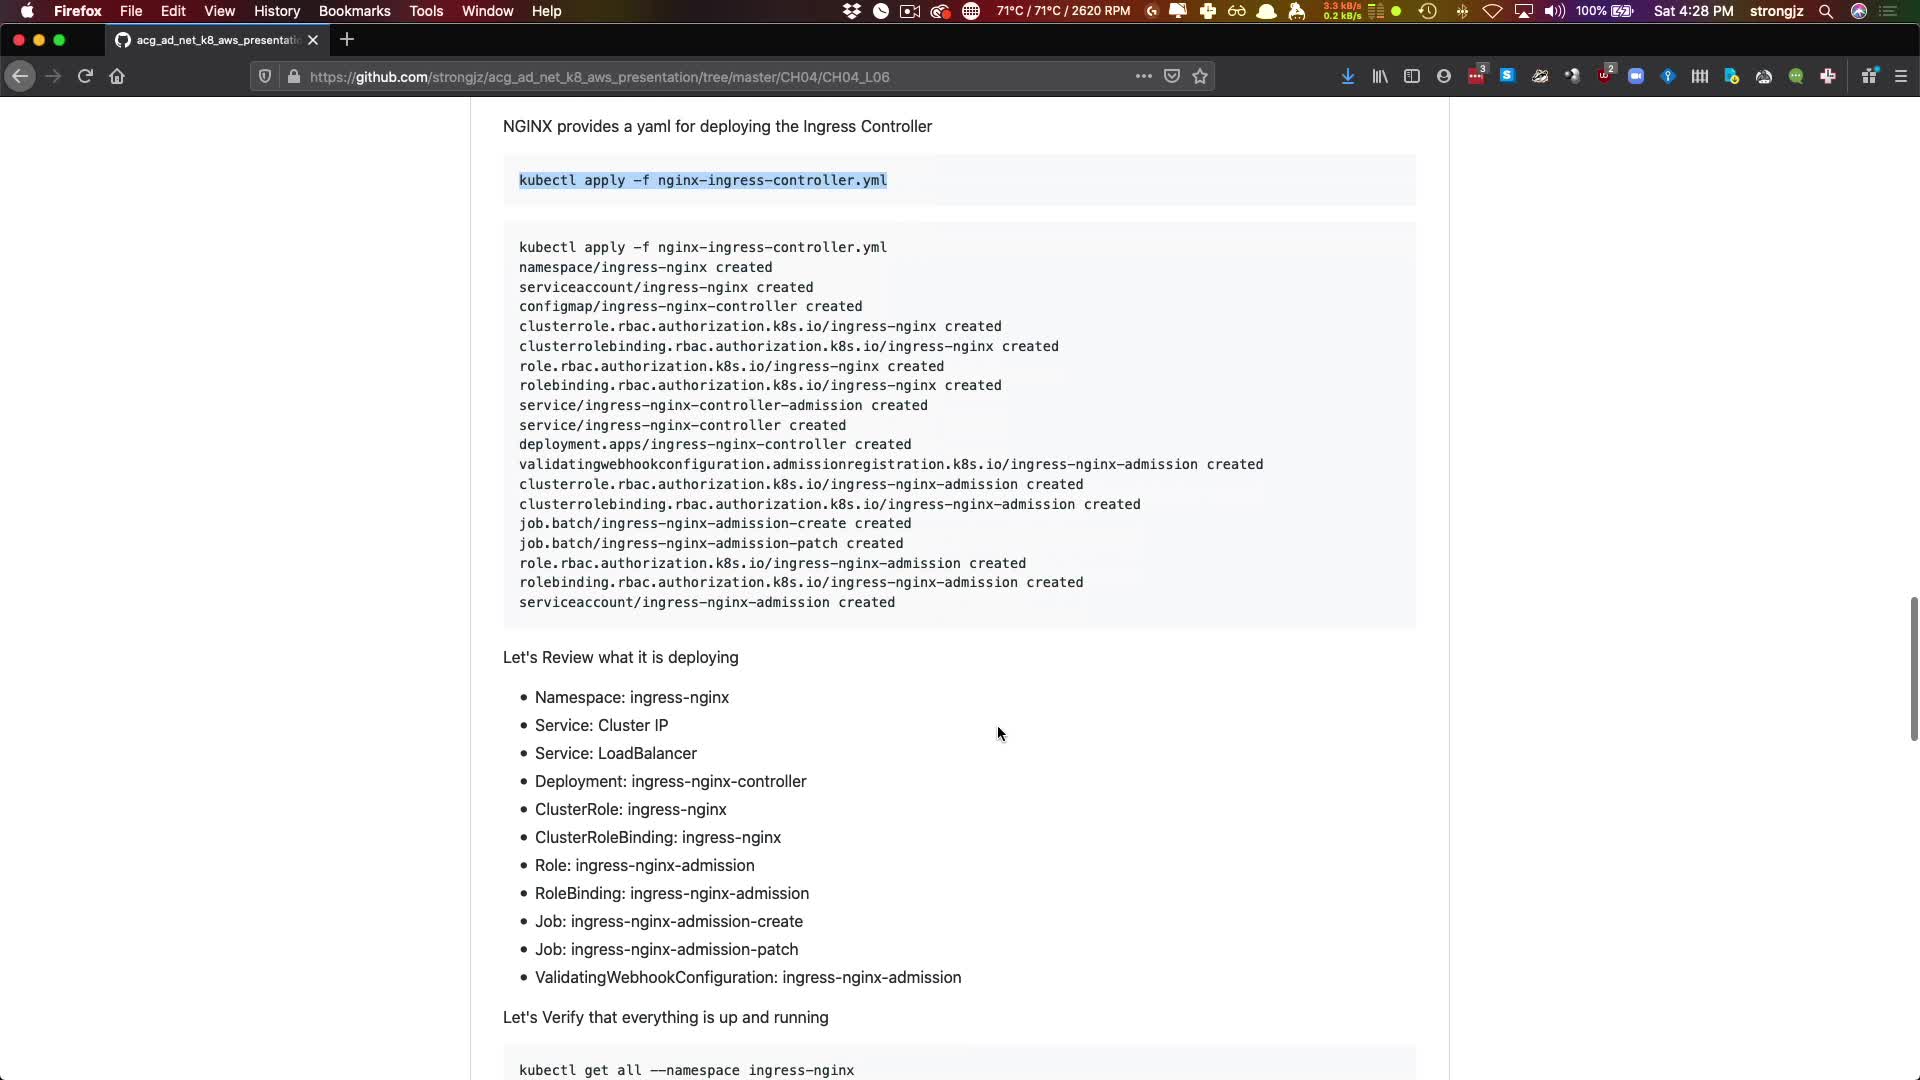 Firefox File Edit View History Bookmarks Tools Window Help 71°C / 71°C / 2620 RPM 3.3 kB/s 0.2 kB/s 100% Sat 4:28 PM strongjz
acg_ad_net_k8_aws_presentatio
https://github.com/strongjz/acg_ad_net_k8_aws_presentation/tree/master/CH04/CH04_L06 3 S 2
NGINX provides a yaml for deploying the Ingress Controller
kubectl apply -f nginx-ingress-controller.yml
kubectl apply -f nginx-ingress-controller.yml
namespace/ingress-nginx created
serviceaccount/ingress-nginx created
configmap/ingress-nginx-controller created
clusterrole.rbac.authorization.k8s.io/ingress-nginx created
clusterrolebinding.rbac.authorization.k8s.io/ingress-nginx created
role.rbac.authorization.k8s.io/ingress-nginx created
rolebinding.rbac.authorization.k8s.io/ingress-nginx created
service/ingress-nginx-controller-admission created
service/ingress-nginx-controller created
deployment.apps/ingress-nginx-controller created
validatingwebhookconfiguration.admissionregistration.k8s.io/ingress-nginx-admission created
clusterrole.rbac.authorization.k8s.io/ingress-nginx-admission created
clusterrolebinding.rbac.authorization.k8s.io/ingress-nginx-admission created
job.batch/ingress-nginx-admission-create created
job.batch/ingress-nginx-admission-patch created
role.rbac.authorization.k8s.io/ingress-nginx-admission created
rolebinding.rbac.authorization.k8s.io/ingress-nginx-admission created
serviceaccount/ingress-nginx-admission created
Let's Review what it is deploying
• Namespace: ingress-nginx
• Service: Cluster IP
• Service: LoadBalancer
• Deployment: ingress-nginx-controller
• ClusterRole: ingress-nginx
• ClusterRoleBinding: ingress-nginx
• Role: ingress-nginx-admission
• RoleBinding: ingress-nginx-admission
• Job: ingress-nginx-admission-create
• Job: ingress-nginx-admission-patch
• ValidatingWebhookConfiguration: ingress-nginx-admission
Let's Verify that everything is up and running
kubectl get all --namespace ingress-nginx